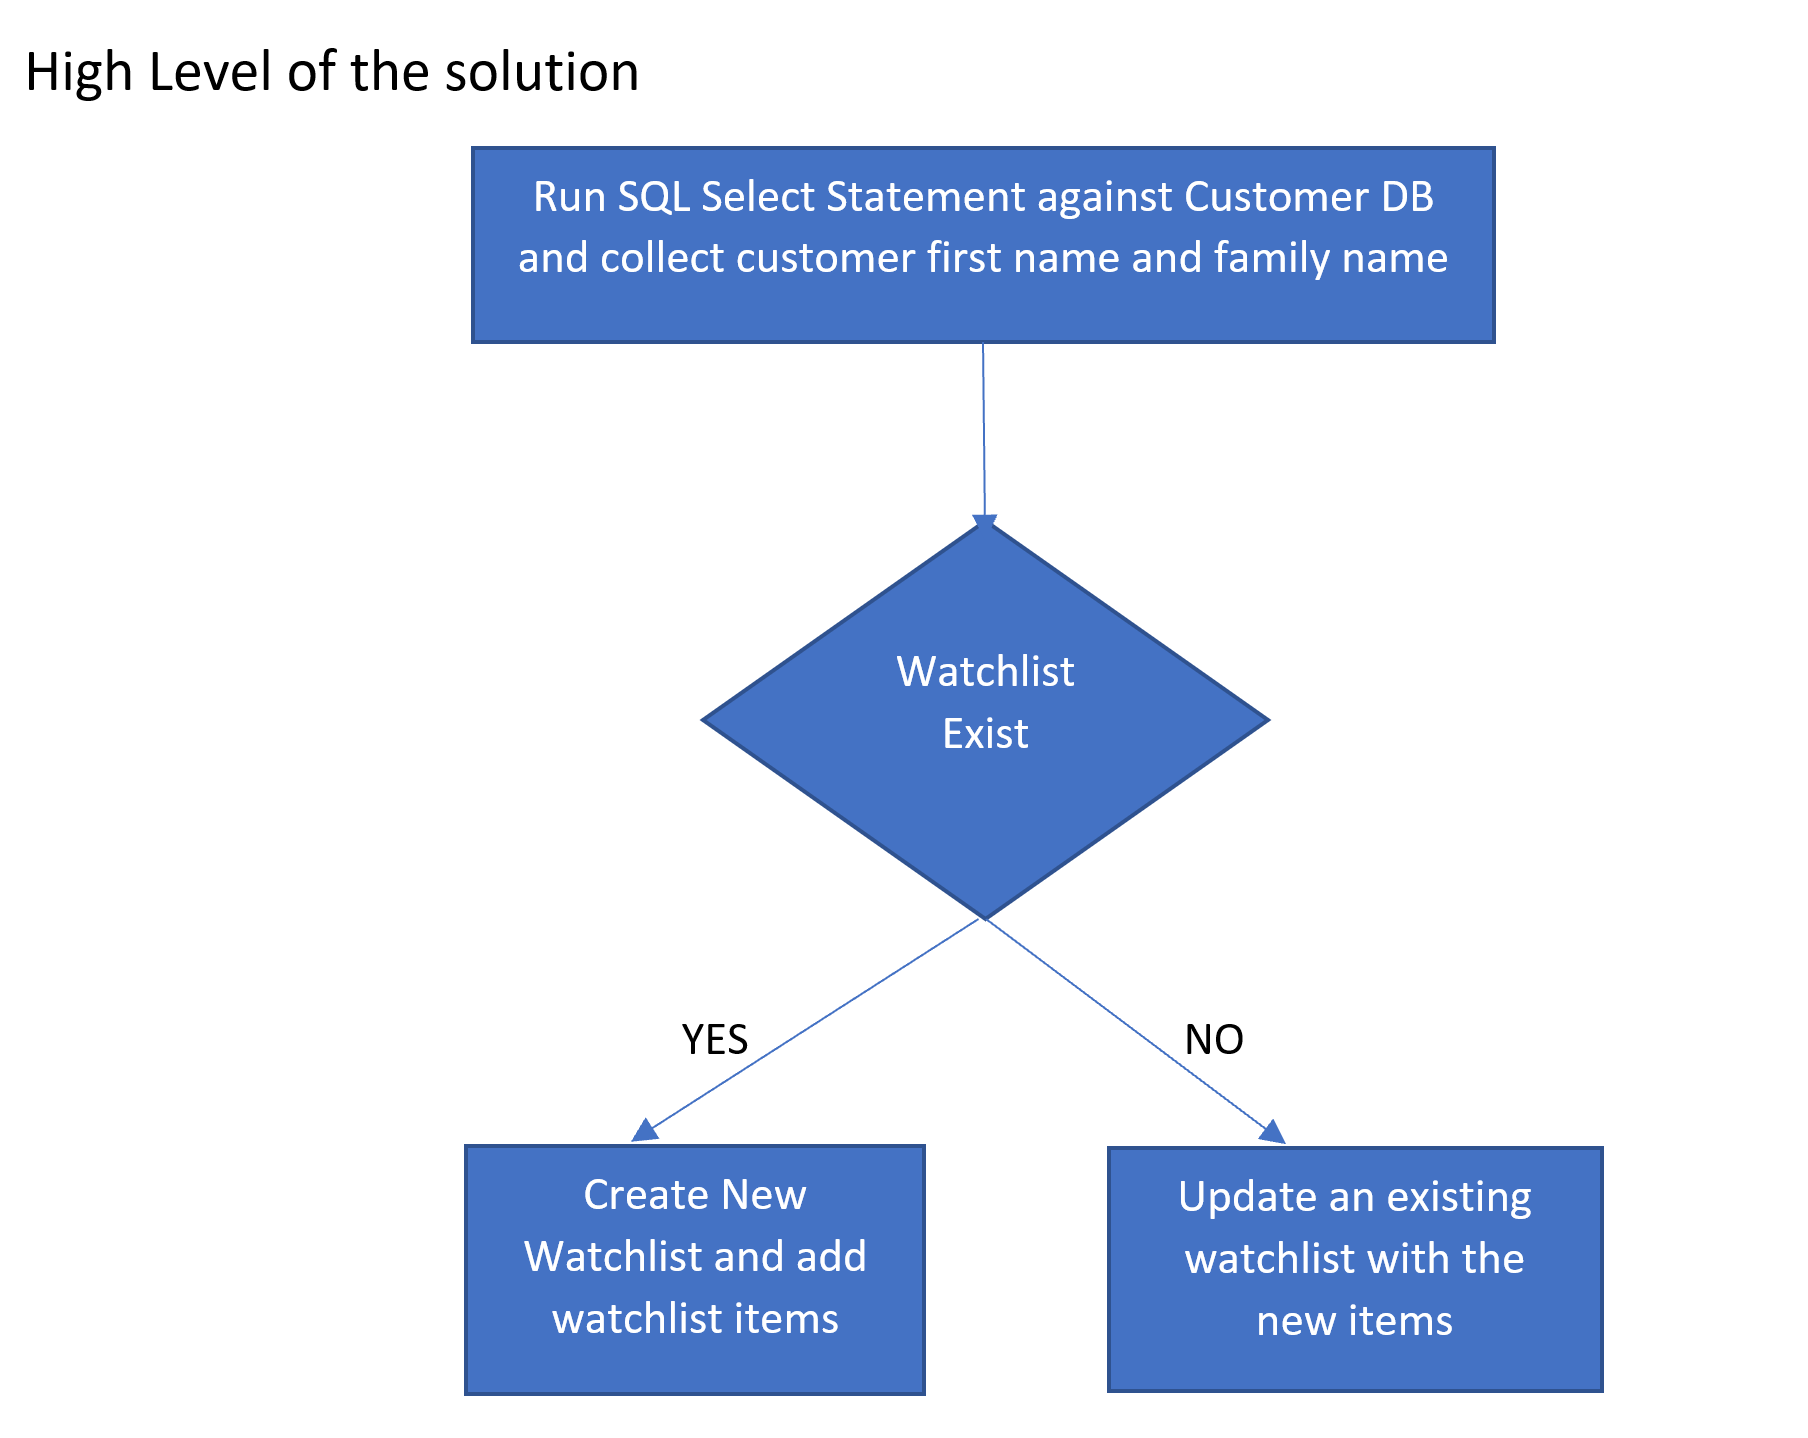 High Level of the solution
Run SQL Select Statement against Customer DB
and collect customer first name and family name
Watchlist
Exist
YES
NO
Create New
Watchlist and add
watchlist items
Update an existing
watchlist with the
new items